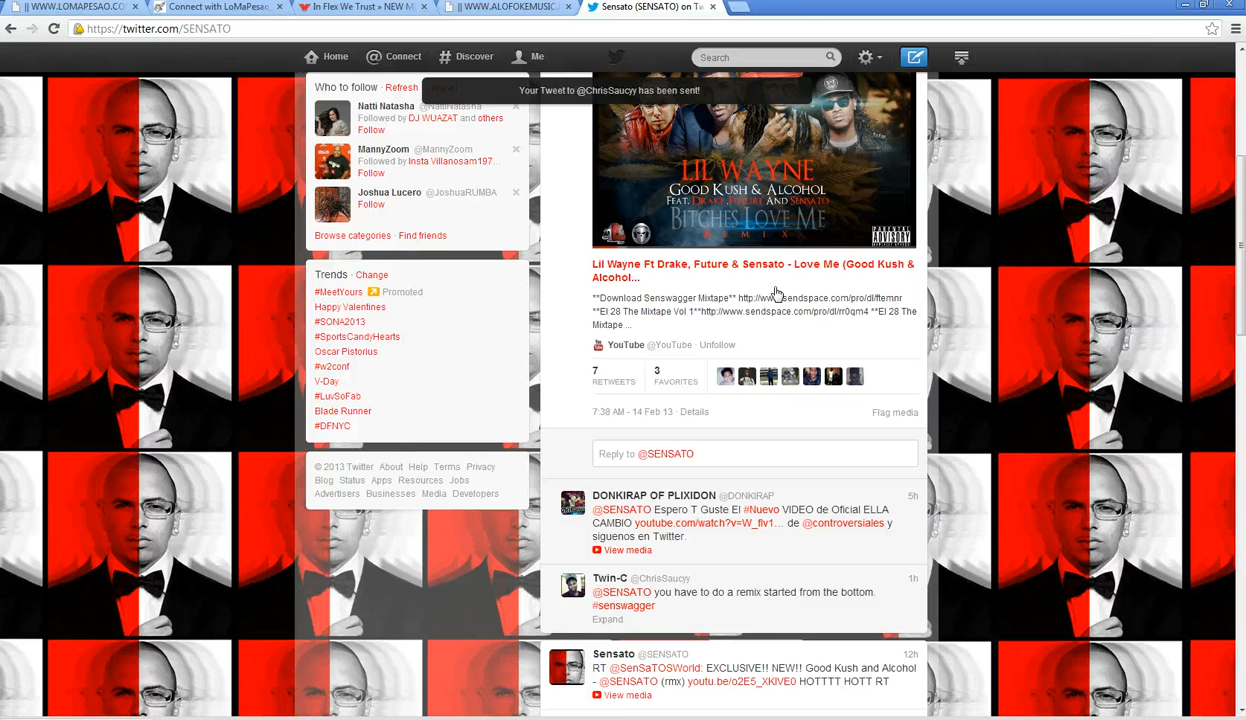 || WWW.LOMAPESAO.CO
Connect with LoMaPesao,
In Flex We Trust » NEW M
|| WWW.ALOFOKEMUSIC.
Sensato (SENSATO) on Tw
https://twitter.com/SENSATO
Home
Connect
Discover
Me
Search
Your Tweet to @ChrisSaucyy has been sent!
Who to follow · Refresh
Natti Natasha @NattiNatasha
Followed by DJ WUAZAT and others
Follow
MannyZoom @MannyZoom
Followed by Insta Villanosam197...
Follow
Joshua Lucero @JoshuaRUMBA
Follow
Browse categories · Find friends
Trends · Change
#MeetYours Promoted
Happy Valentines
#SONA2013
#SportsCandyHearts
Oscar Pistorius
#w2conf
V-Day
#LuvSoFab
Blade Runner
#DFNYC
© 2013 Twitter About Help Terms Privacy
Blog Status Apps Resources Jobs
Advertisers Businesses Media Developers
LIL WAYNE
GOOD KUSH & ALCOHOL
FEAT. DRAKE, FUTURE AND SENSATO
BITCHES LOVE ME
REMIX
PARENTAL
ADVISORY
Lil Wayne Ft Drake, Future & Sensato - Love Me (Good Kush &
Alcohol...
**Download Senswagger Mixtape** http://www.sendspace.com/pro/dl/ftemnr
**El 28 The Mixtape Vol 1**http://www.sendspace.com/pro/dl/rr0qm4 **El 28 The
Mixtape ...
YouTube @YouTube · Unfollow
7
RETWEETS
3
FAVORITES
7:38 AM - 14 Feb 13 · Details
Flag media
Reply to @SENSATO
DONKIRAP OF PLIXIDON @DONKIRAP
5h
@SENSATO Espero T Guste El #Nuevo VIDEO de Oficial ELLA
CAMBIO youtube.com/watch?v=W_flv1... de @controversiales y
siguenos en Twitter.
View media
Twin-C @ChrisSaucyy
1h
@SENSATO you have to do a remix started from the bottom.
#senswagger
Expand
Sensato @SENSATO
12h
RT @SenSaTOSWorld: EXCLUSIVE!! NEW!! Good Kush and Alcohol
- @SENSATO (rmx) youtu.be/o2E5_XKlVE0 HOTTTT HOTT RT
View media